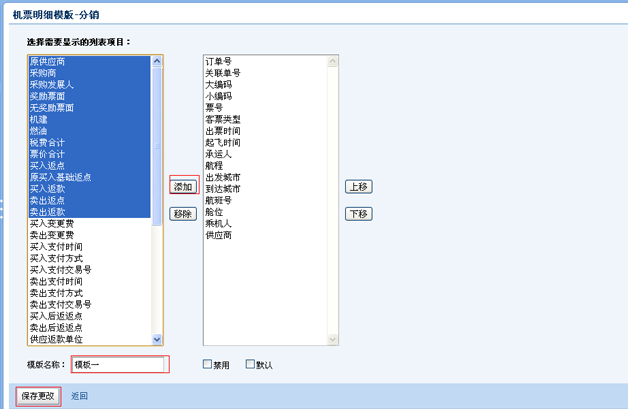 机票明细模版-分销
选择需要显示的列表项目：
原供应商
采购商
采购发展人
奖励票面
无奖励票面
机建
燃油
税费合计
票价合计
买入返点
原买入基础返点
买入返款
卖出返点
卖出返款
买入变更费
卖出变更费
买入支付时间
买入支付方式
买入支付交易号
卖出支付时间
卖出支付方式
卖出支付交易号
买入后返返点
卖出后返返点
供应返款单位
添加
移除
订单号
关联单号
大编码
小编码
票号
客票类型
出票时间
起飞时间
承运人
航程
出发城市
到达城市
航班号
舱位
乘机人
供应商
上移
下移
模版名称： 模板一 禁用 默认
保存更改 返回